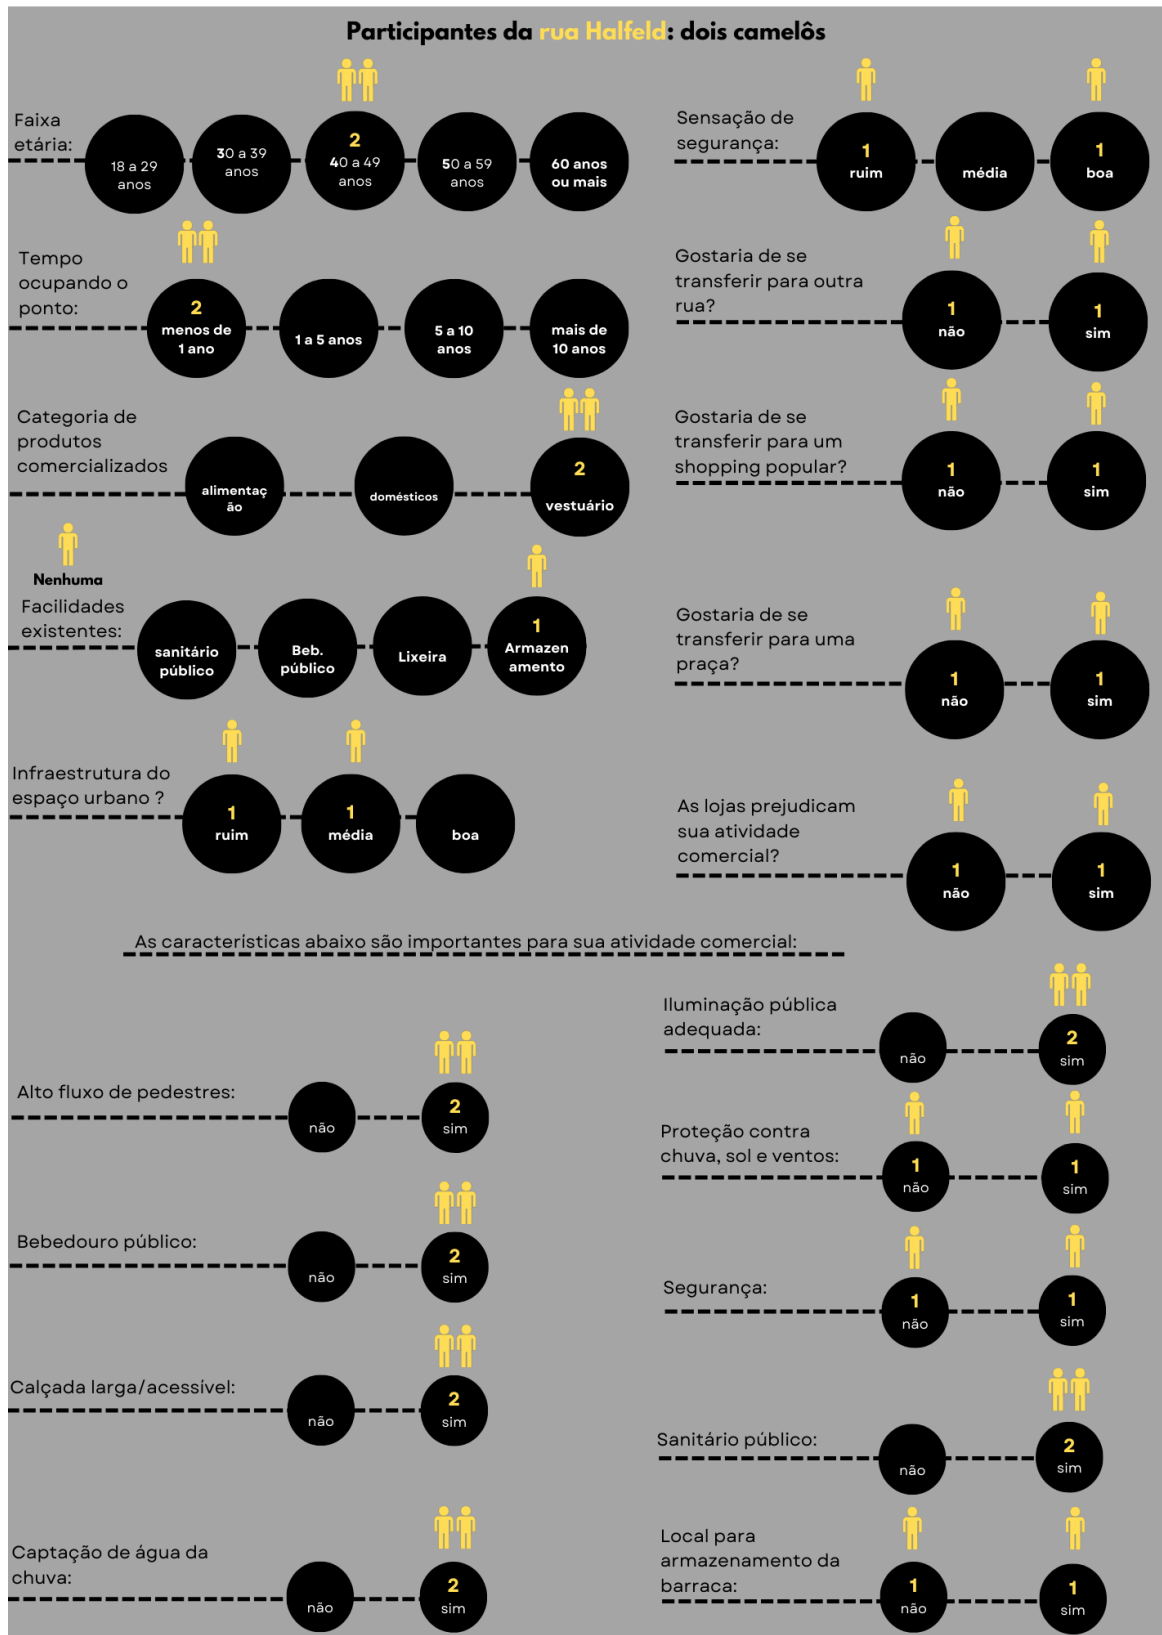 Participantes da rua Halfeld: dois camelôs
Faixa
etária:
18 a 29
anos
30 a 39
anos
2
40 a 49
anos
50 a 59
anos
60 anos
ou mais
Tempo
ocupando o
ponto:
2
menos de
1 ano
1 a 5 anos
5 a 10
anos
mais de
10 anos
Categoria de
produtos
comercializados
alimentaç
ão
domésticos
2
vestuário
Nenhuma
Facilidades
existentes:
sanitário
público
Beb.
público
Lixeira
1
Armazen
amento
Infraestrutura do
espaço urbano ?
1
ruim
1
média
boa
Sensação de
segurança:
1
ruim
média
1
boa
Gostaria de se
transferir para outra
rua?
1
não
1
sim
Gostaria de se
transferir para um
shopping popular?
1
não
1
sim
Gostaria de se
transferir para uma
praça?
1
não
1
sim
As lojas prejudicam
sua atividade
comercial?
1
não
1
sim
As características abaixo são importantes para sua atividade comercial:
Alto fluxo de pedestres:
não
2
sim
Bebedouro público:
não
2
sim
Calçada larga/acessível:
não
2
sim
Captação de água da
chuva:
não
2
sim
Iluminação pública
adequada:
não
2
sim
Proteção contra
chuva, sol e ventos:
1
não
1
sim
Segurança:
1
não
1
sim
Sanitário público:
não
2
sim
Local para
armazenamento da
barraca:
1
não
1
sim